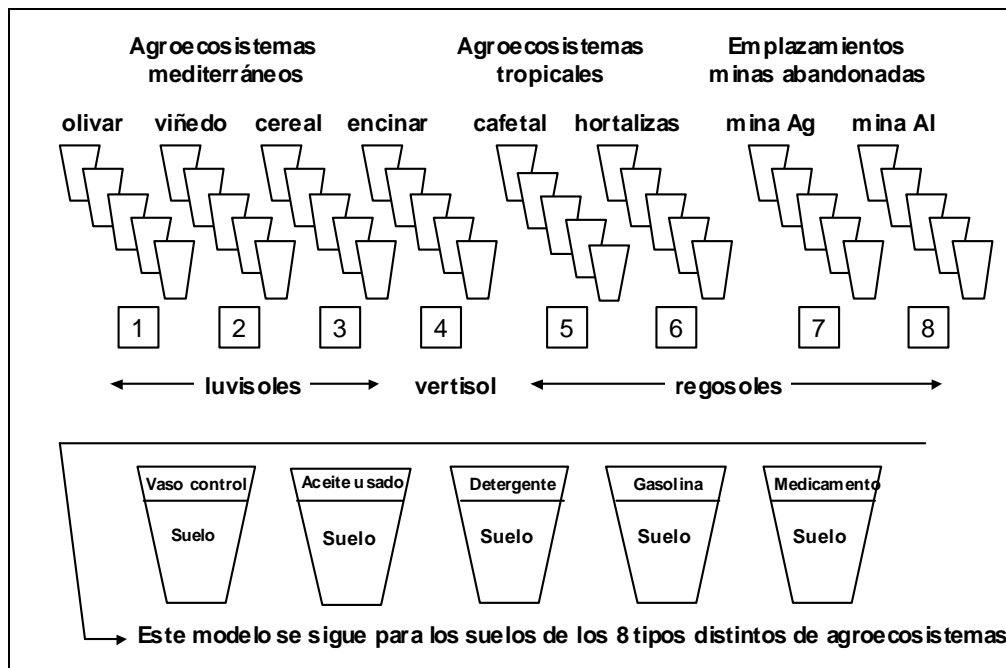 Agroecosistemas mediterráneos
Agroecosistemas tropicales
Emplazamientos minas abandonadas
olivar viñedo cereal encinar cafetal hortalizas mina Ag mina Al
1 2 3 4 5 6 7 8
luvisoles vertisol regosoles
Vaso control Aceite usado Detergente Gasolina Medicamento
Suelo Suelo Suelo Suelo Suelo
Este modelo se sigue para los suelos de los 8 tipos distintos de agroecosistemas